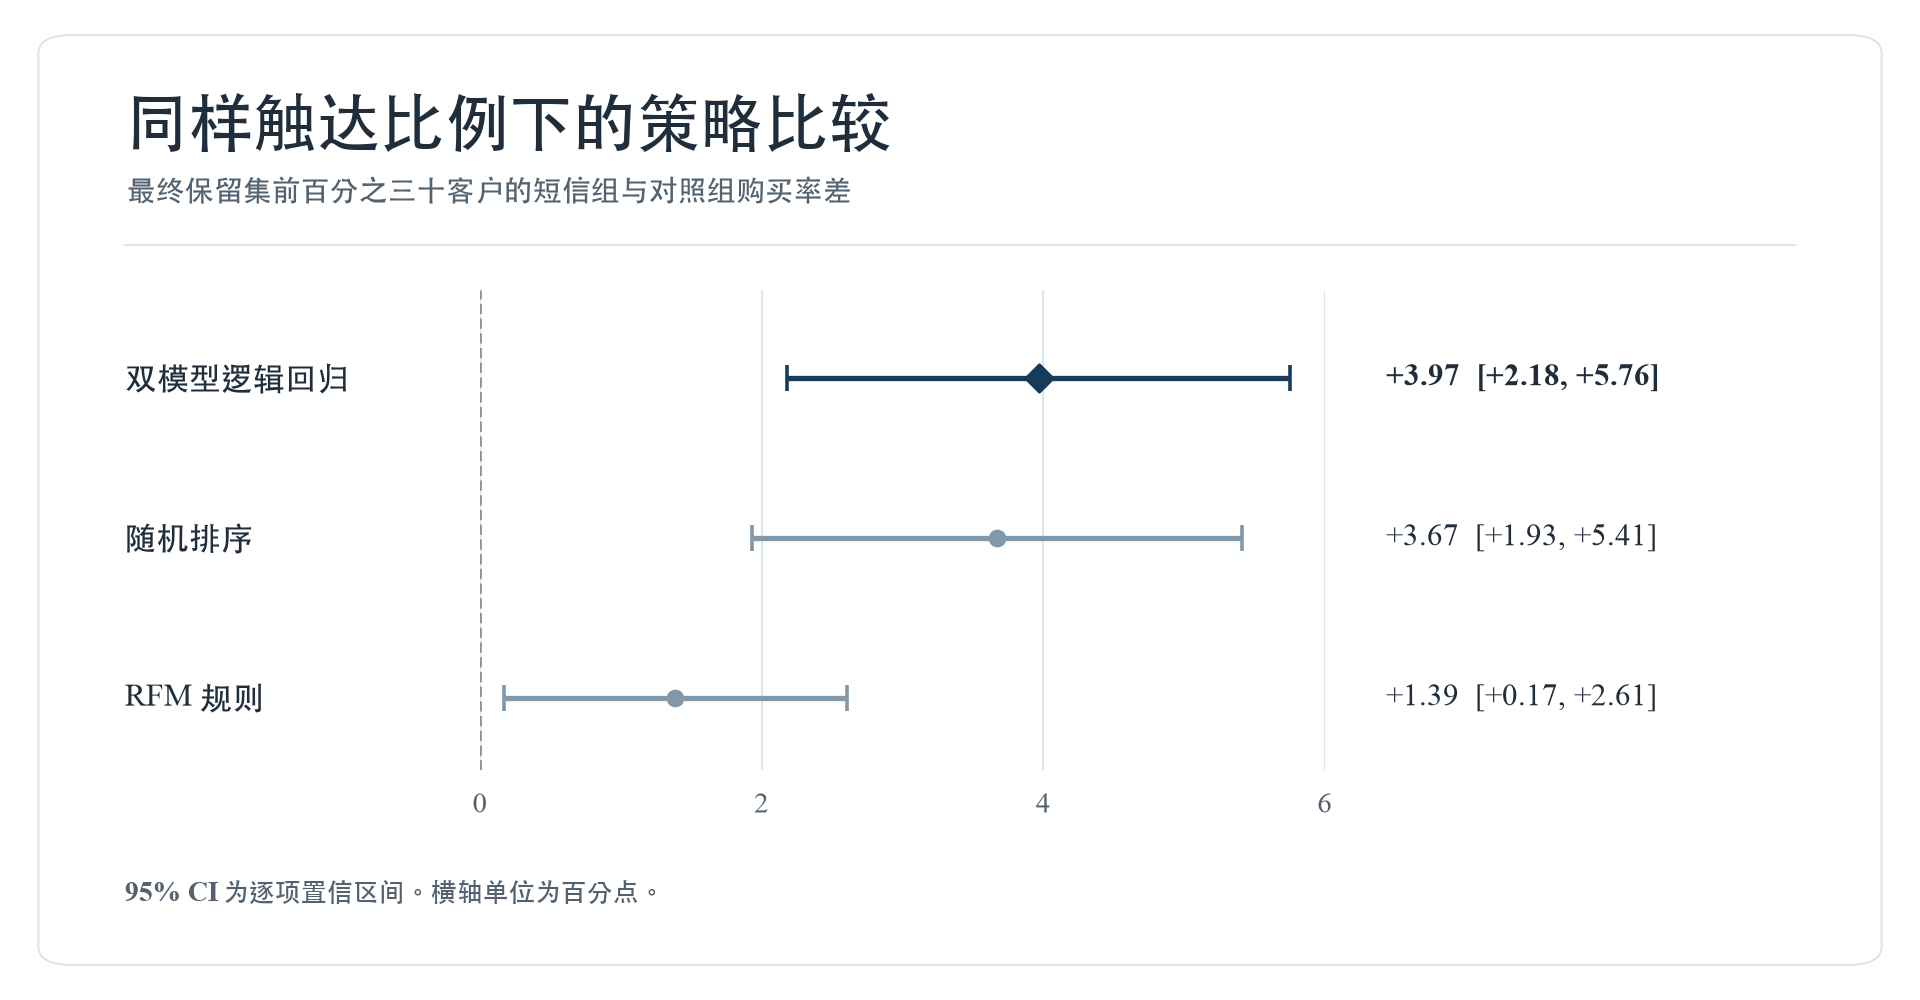 同样触达比例下的策略比较
最终保留集前百分之三十客户的短信组与对照组购买率差
双模型逻辑回归 +3.97 [+2.18, +5.76]
随机排序 +3.67 [+1.93, +5.41]
RFM 规则 +1.39 [+0.17, +2.61]
0 2 4 6
95% CI 为逐项置信区间。横轴单位为百分点。